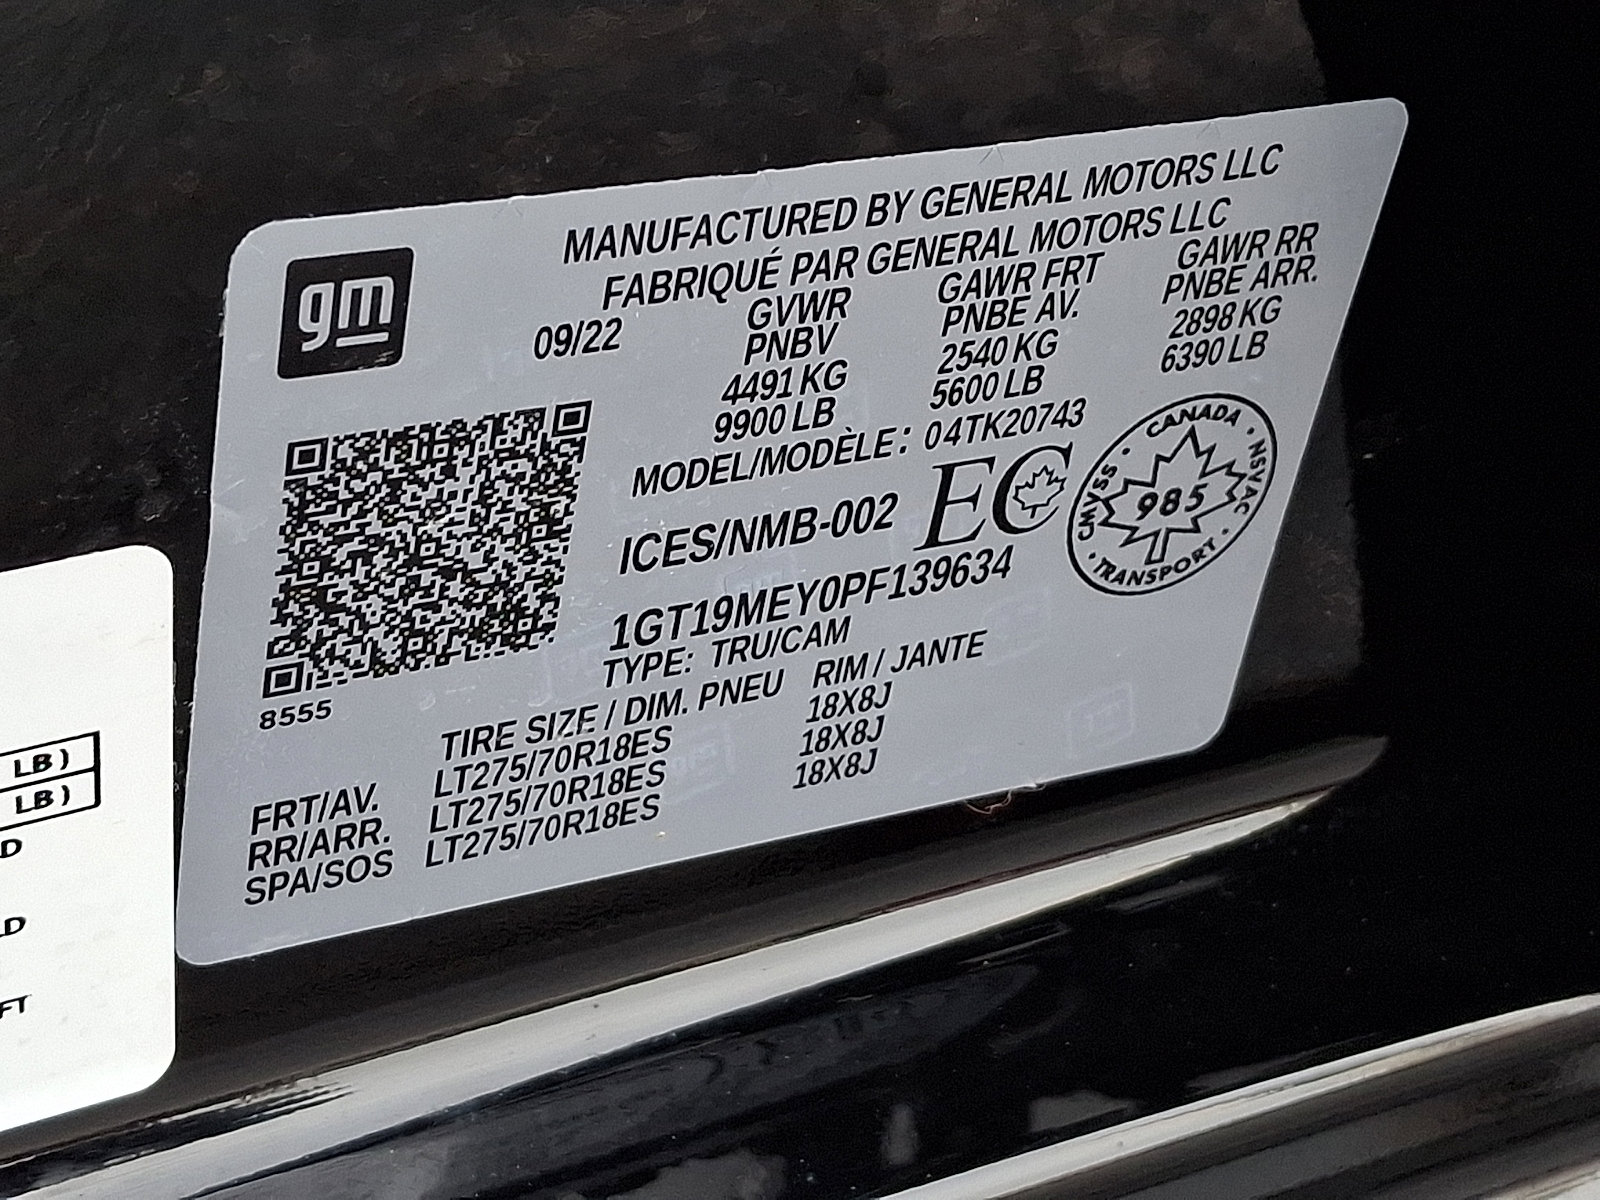 gm
MANUFACTURED BY GENERAL MOTORS LLC
FABRIQUÉ PAR GENERAL MOTORS LLC
09/22
GVWR
PNBV
4491 KG
9900 LB
GAWR FRT
PNBE AV.
2540 KG
5600 LB
GAWR RR
PNBE ARR.
2898 KG
6390 LB
MODEL/MODÈLE: 04TK20743
ICES/NMB-002 EC
CANADA · NSVAC · TRANSPORT · CMVSS ·
985
1GT19MEY0PF139634
TYPE: TRU/CAM
8555
TIRE SIZE / DIM. PNEU RIM / JANTE
FRT/AV. LT275/70R18ES 18X8J
RR/ARR. LT275/70R18ES 18X8J
SPA/SOS LT275/70R18ES 18X8J
LB)
LB)
D
LD
FT